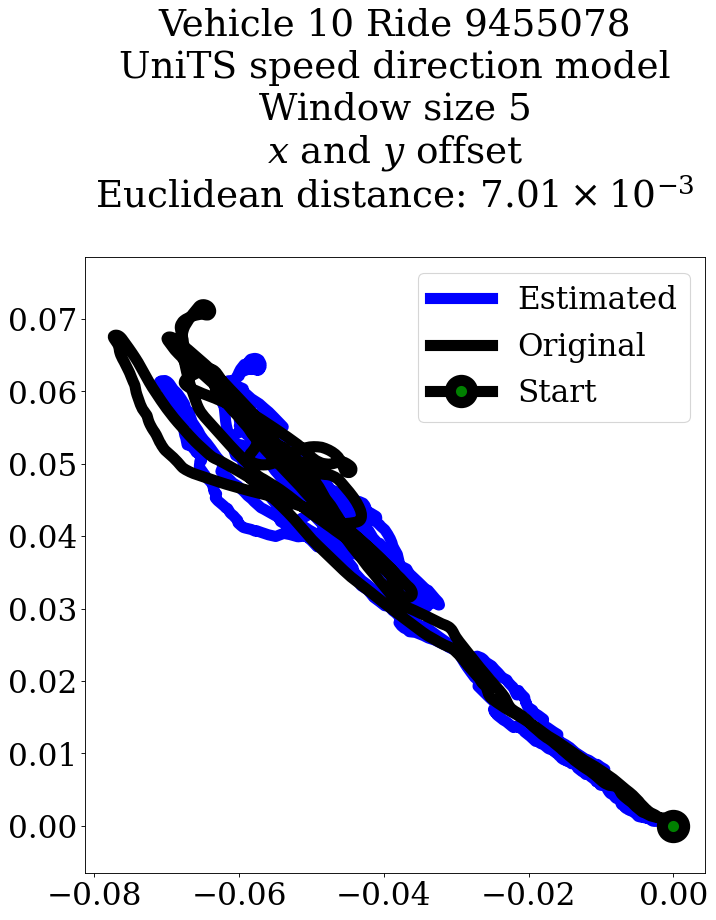 Vehicle 10 Ride 9455078
UniTS speed direction model
Window size 5
x and y offset
Euclidean distance: 7.01 × 10⁻³
Estimated
Original
Start
0.07
0.06
0.05
0.04
0.03
0.02
0.01
0.00
−0.08 −0.06 −0.04 −0.02 0.00